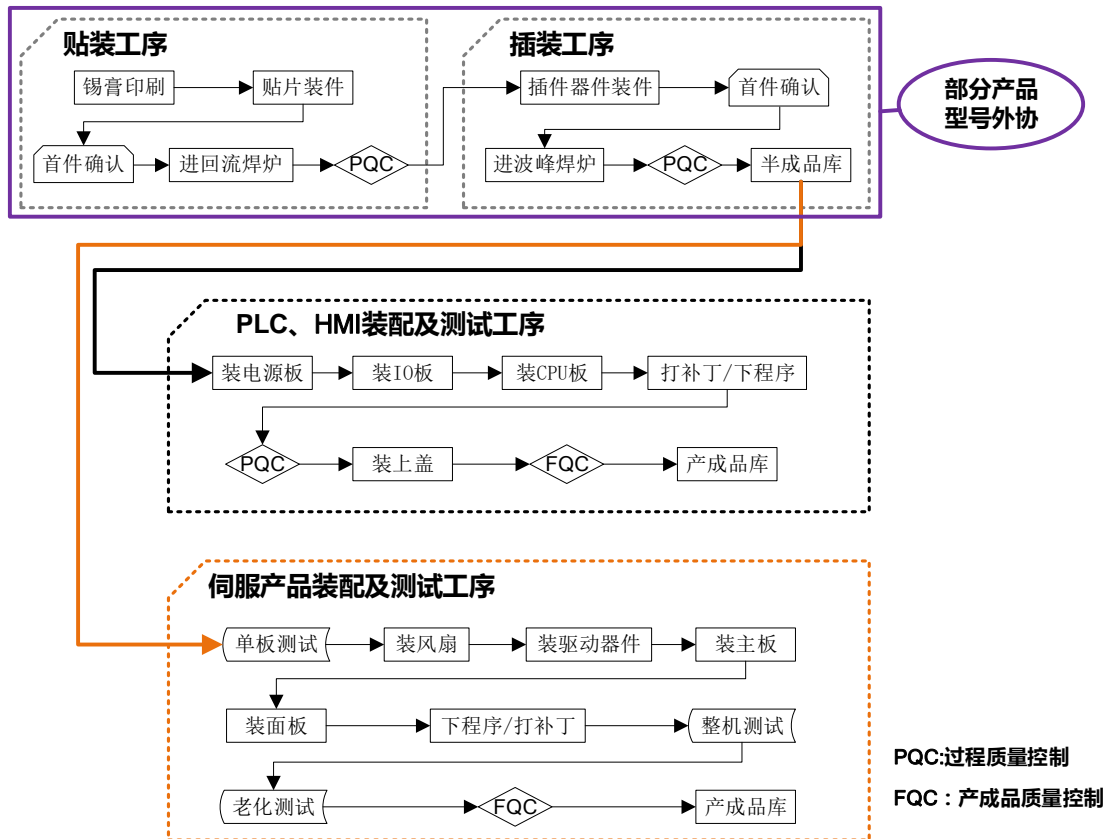 贴装工序
锡膏印刷
贴片装件
首件确认
进回流焊炉
PQC
插装工序
插件器件装件
首件确认
进波峰焊炉
PQC
半成品库
部分产品
型号外协
PLC、HMI装配及测试工序
装电源板
装IO板
装CPU板
打补丁/下程序
PQC
装上盖
FQC
产成品库
伺服产品装配及测试工序
单板测试
装风扇
装驱动器件
装主板
装面板
下程序/打补丁
整机测试
老化测试
FQC
产成品库
PQC:过程质量控制
FQC：产成品质量控制